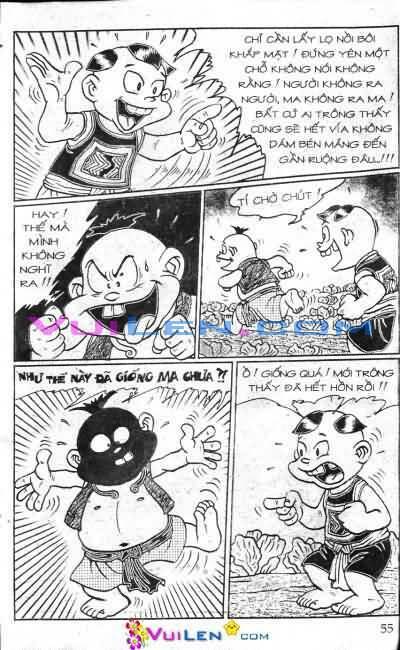 CHỈ CẦN LẤY LỌ NỒI BÔI
KHẮP MẶT! ĐỨNG YÊN MỘT
CHỖ KHÔNG NÓI KHÔNG
RẰNG! NGƯỜI KHÔNG RA
NGƯỜI, MA KHÔNG RA MA!
BẤT CỨ AI TRÔNG THẤY
CŨNG SẼ HẾT VÍA KHÔNG
DÁM BÉN MẢNG ĐẾN
GẦN RUỘNG ĐÂU...!!!
HAY!
THẾ MÀ
MÌNH
KHÔNG
NGHĨ
RA!!
TÍ CHỜ CHÚT!
VUILEN.COM
NHƯ THẾ NÀY ĐÃ GIỐNG MA CHƯA?!
Ồ! GIỐNG QUÁ! MỚI TRÔNG
THẤY ĐÃ HẾT HỒN RỒI!!
55
VUILEN.COM